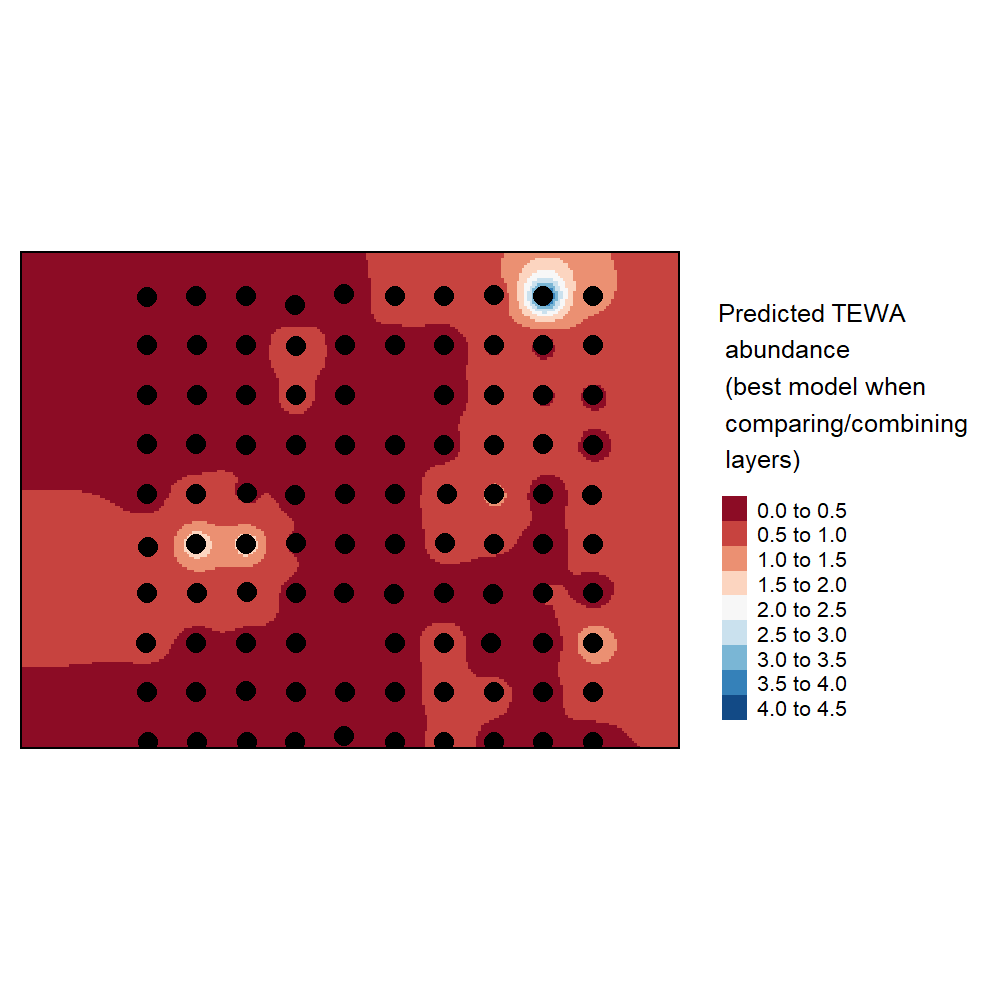 Predicted TEWA
abundance
(best model when
comparing/combining
layers)
0.0 to 0.5
0.5 to 1.0
1.0 to 1.5
1.5 to 2.0
2.0 to 2.5
2.5 to 3.0
3.0 to 3.5
3.5 to 4.0
4.0 to 4.5